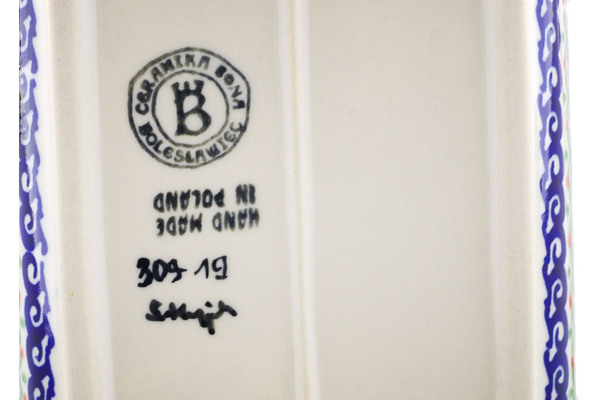 CERAMIKA BONA
B
BOLESŁAWIEC
HAND MADE
IN POLAND
309-19